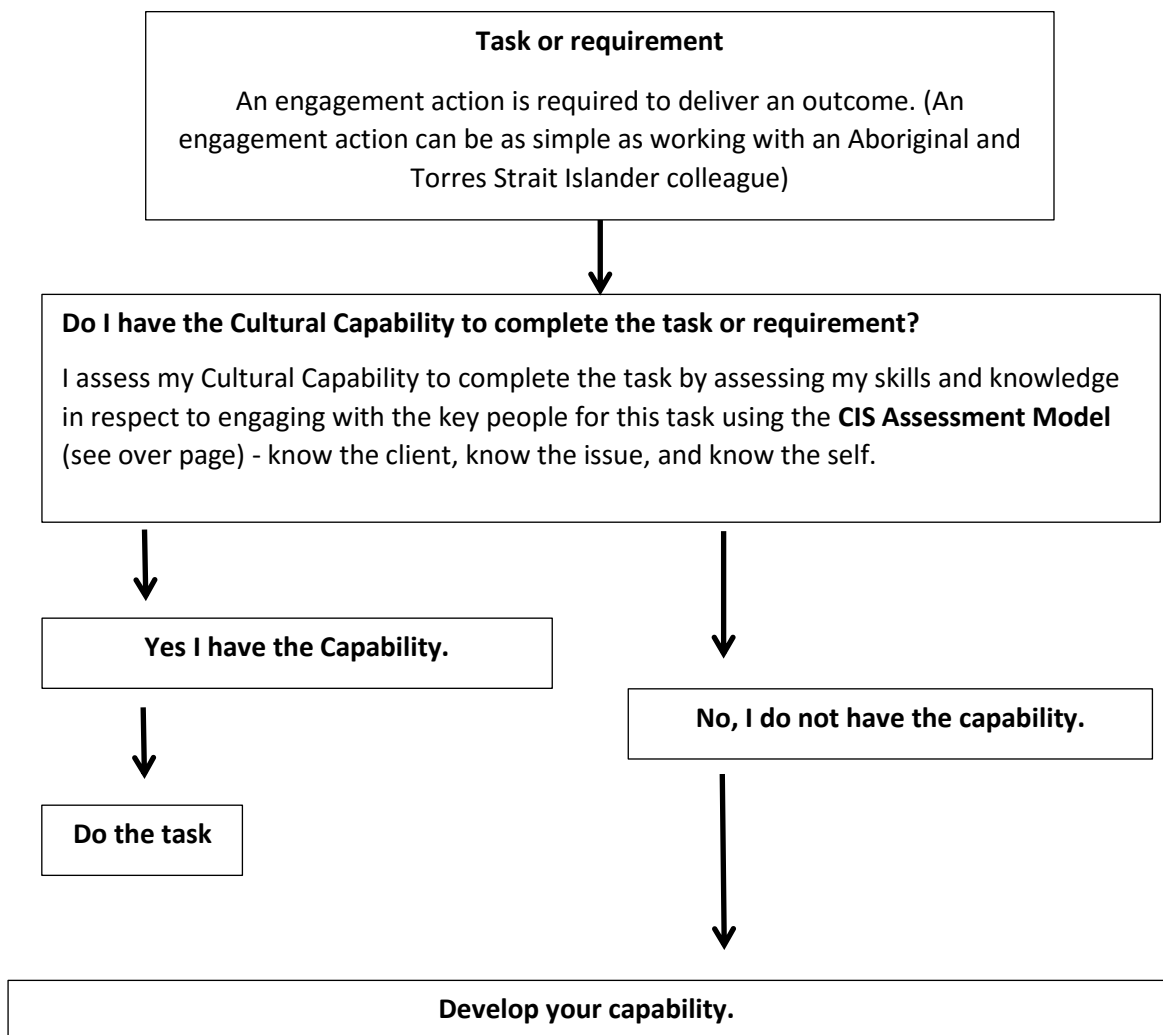 Task or requirement
An engagement action is required to deliver an outcome. (An
engagement action can be as simple as working with an Aboriginal and
Torres Strait Islander colleague)
Do I have the Cultural Capability to complete the task or requirement?
I assess my Cultural Capability to complete the task by assessing my skills and knowledge
in respect to engaging with the key people for this task using the CIS Assessment Model
(see over page) - know the client, know the issue, and know the self.
Yes I have the Capability.
No, I do not have the capability.
Do the task
Develop your capability.